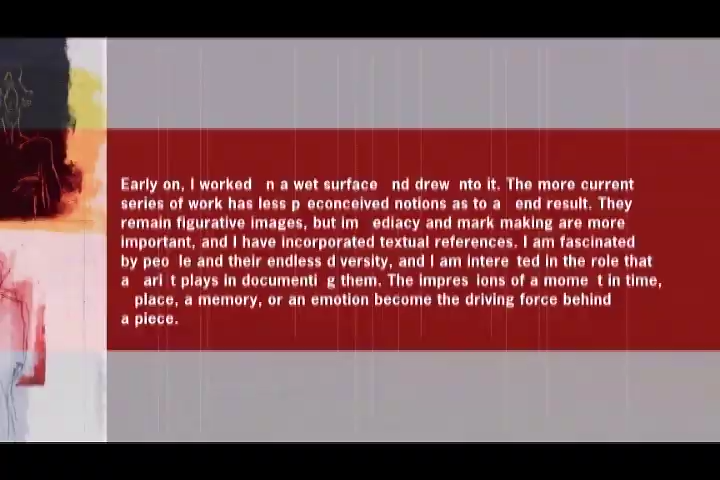 Early on, I worked n a wet surface nd drew nto it. The more current
series of work has less p econceived notions as to a end result. They
remain figurative images, but im ediacy and mark making are more
important, and I have incorporated textual references. I am fascinated
by peo le and their endless d versity, and I am intere ted in the role that
a ari t plays in documenti g them. The impres ions of a mome t in time,
place, a memory, or an emotion become the driving force behind
a piece.